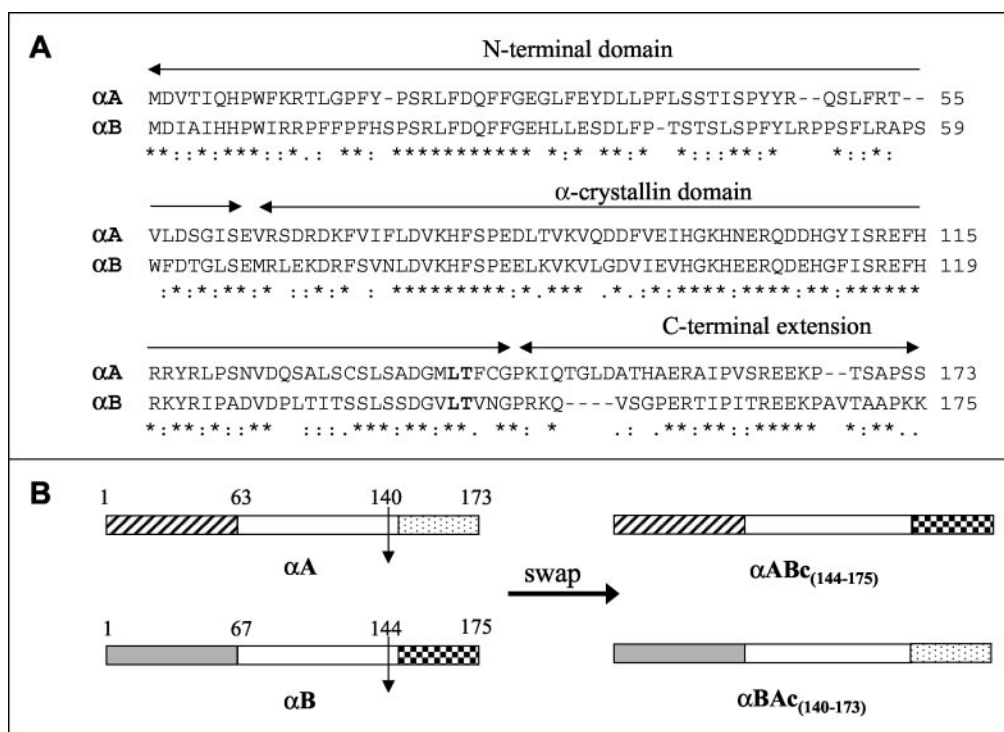 A
N-terminal domain
αA MDVTIQHPWFKRTLGPFY-PSRLFDQFFGEGLFEYDLLPFLSSTISPYYR--QSLFRT-- 55
αB MDIAIHHPWIRRPFFPFHSPSRLFDQFFGEHLLESDLFP-TSTSLSPFYLRPPSFLRAPS 59
**::*:***::*.: **: *********** *:* **:* *::::**:* *::*:
α-crystallin domain
αA VLDSGISEVRSDRDKFVIFLDVKHFSPEDLTVKVQDDFVEIHGKHNERQDDHGYISREFH 115
αB WFDTGLSEMRLEKDRFSVNLDVKHFSPEELKVKVLGDVIEVHGKHEERQDEHGFISREFH 119
:*:*:**:* ::*:* : *********:*.*** .*.:*:****:****:**:******
C-terminal extension
αA RRYRLPSNVDQSALSCSLSADGMLTFCGPKIQTGLDATHAERAIPVSREEKP--TSAPSS 173
αB RKYRIPADVDPLTITSSLSSDGVLTVNGPRKQ----VSGPERTIPITREEKPAVTAAPKK 175
*:**:*::** :::.***:**:**. **: * .: .**:**::***** *:**..
B
1 63 140 173
αA
αABc(144-175)
swap
1 67 144 175
αB
αBAc(140-173)